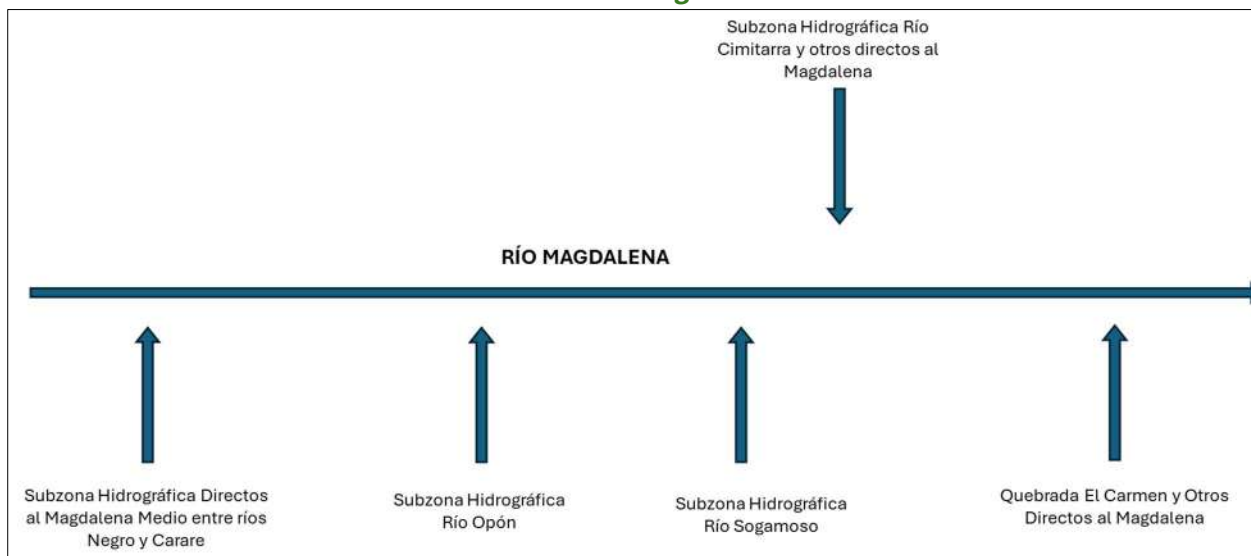 Subzona Hidrográfica Río
Cimitarra y otros directos al
Magdalena
RÍO MAGDALENA
Subzona Hidrográfica Directos
al Magdalena Medio entre ríos
Negro y Carare
Subzona Hidrográfica
Río Opón
Subzona Hidrográfica
Río Sogamoso
Quebrada El Carmen y Otros
Directos al Magdalena